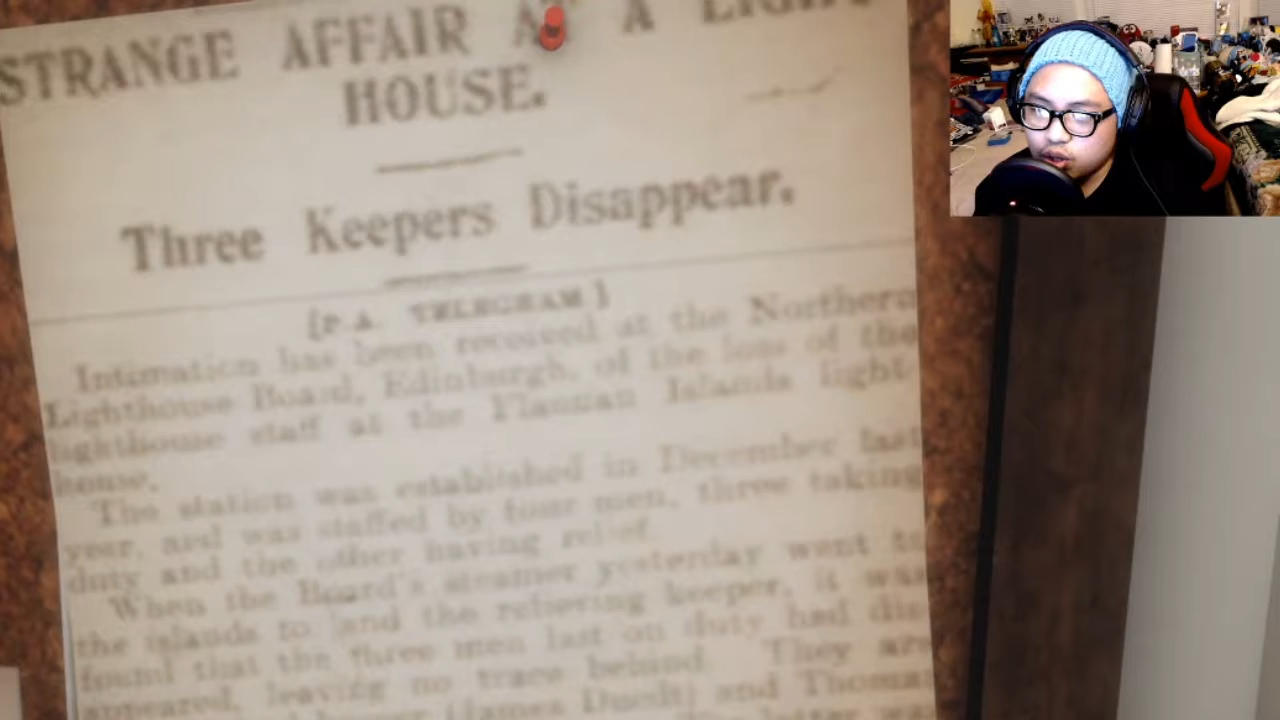 STRANGE AFFAIR AT A LIGHT
HOUSE.
Three Keepers Disappear.
[P.A. TELEGRAM]
Intimation has been received at the Northern
Lighthouse Board, Edinburgh, of the loss of the
lighthouse staff at the Flannan Islands light-
house.
The station was established in December last
year, and was staffed by four men, three taking
duty and the other having relief.
When the Board's steamer yesterday went to
the islands to land the relieving keeper, it was
found that the three men last on duty had dis
appeared, leaving no trace behind. They are
(James Ducat) and Thomas